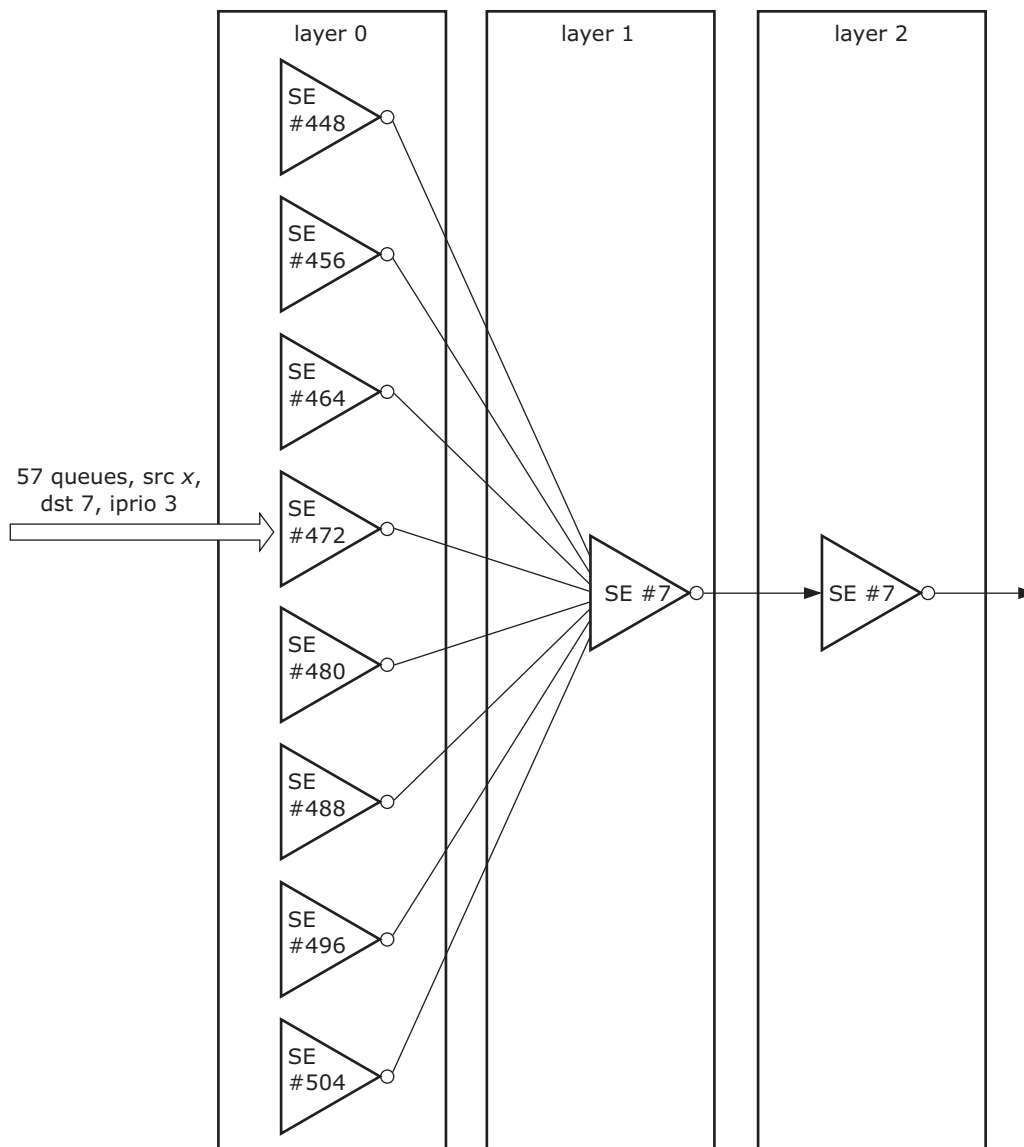 layer 0
layer 1
layer 2
SE
#448
SE
#456
SE
#464
57 queues, src x,
dst 7, iprio 3
SE
#472
SE #7
SE #7
SE
#480
SE
#488
SE
#496
SE
#504